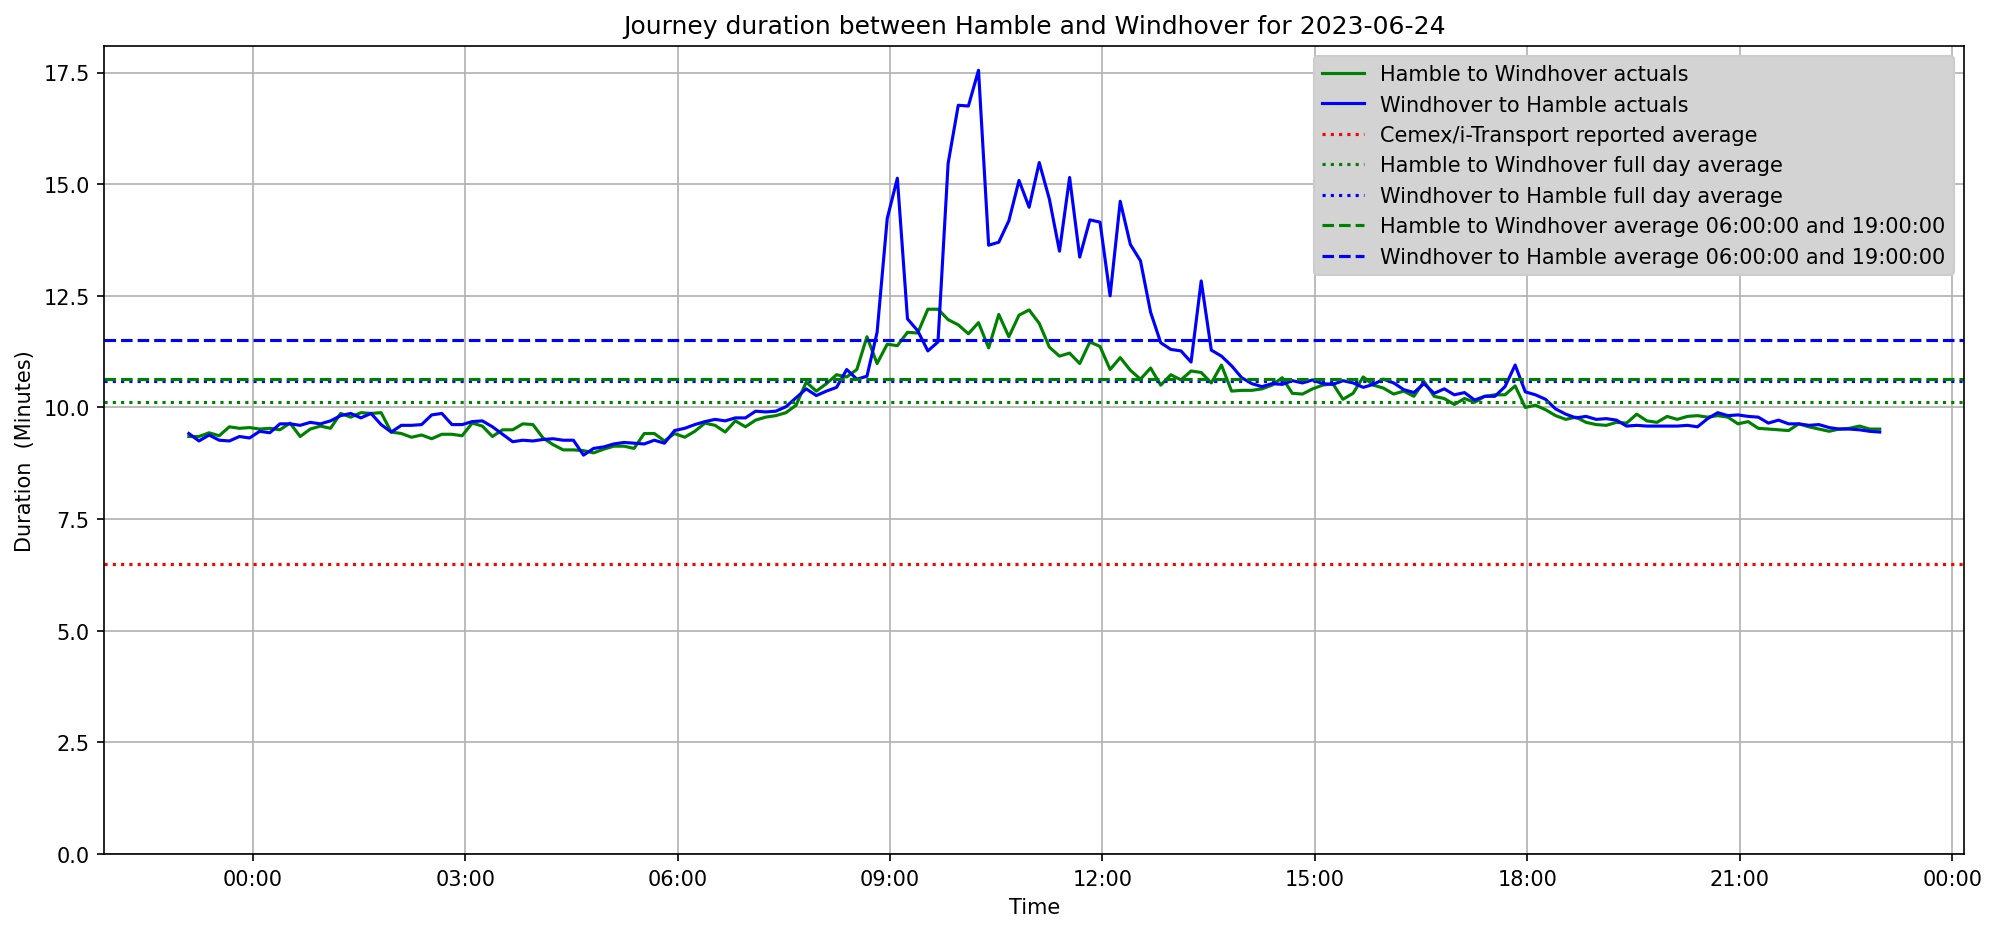 Journey duration between Hamble and Windhover for 2023-06-24
17.5
15.0
12.5
10.0
7.5
5.0
2.5
0.0
Duration (Minutes)
Hamble to Windhover actuals
Windhover to Hamble actuals
Cemex/i-Transport reported average
Hamble to Windhover full day average
Windhover to Hamble full day average
Hamble to Windhover average 06:00:00 and 19:00:00
Windhover to Hamble average 06:00:00 and 19:00:00
00:00 03:00 06:00 09:00 12:00 15:00 18:00 21:00 00:00
Time